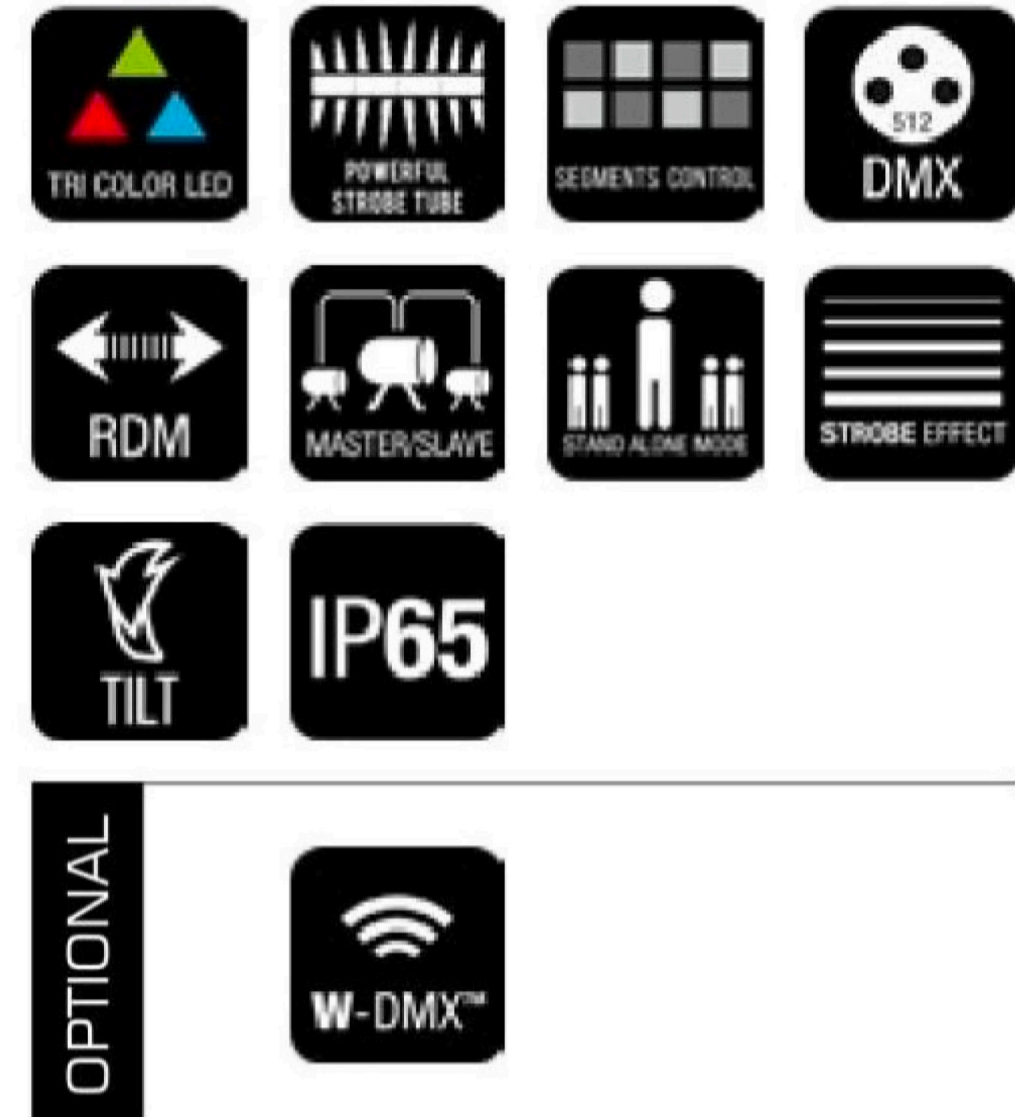 TRI COLOR LED
POWERFUL
STROBE TUBE
SEGMENTS CONTROL
512
DMX
RDM
MASTER/SLAVE
STAND ALONE MODE
STROBE EFFECT
TILT
IP65
OPTIONAL
W-DMX™